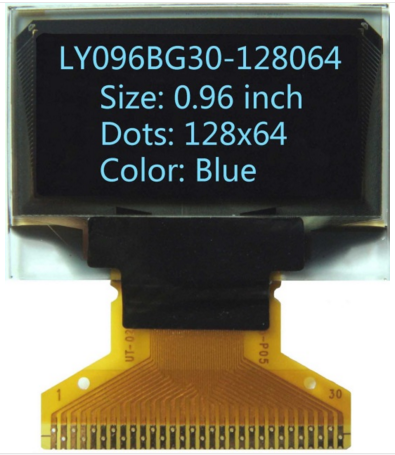 LY096BG30-128064
Size: 0.96 inch
Dots: 128x64
Color: Blue
1
30